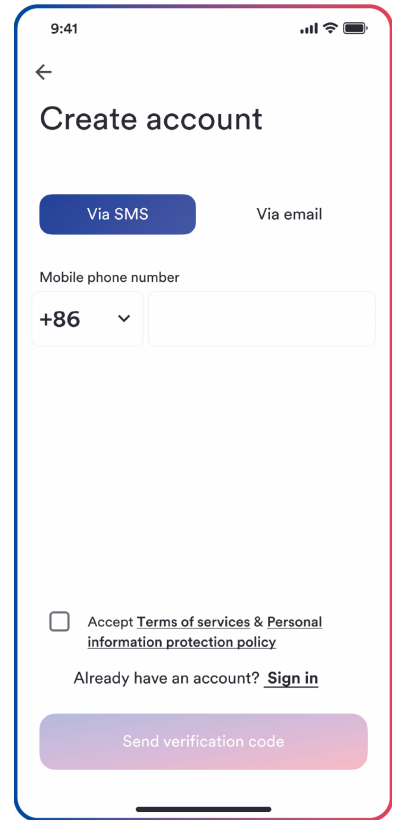 9:41
Create account
Via SMS
Via email
Mobile phone number
+86
Accept Terms of services & Personal
information protection policy
Already have an account? Sign in
Send verification code